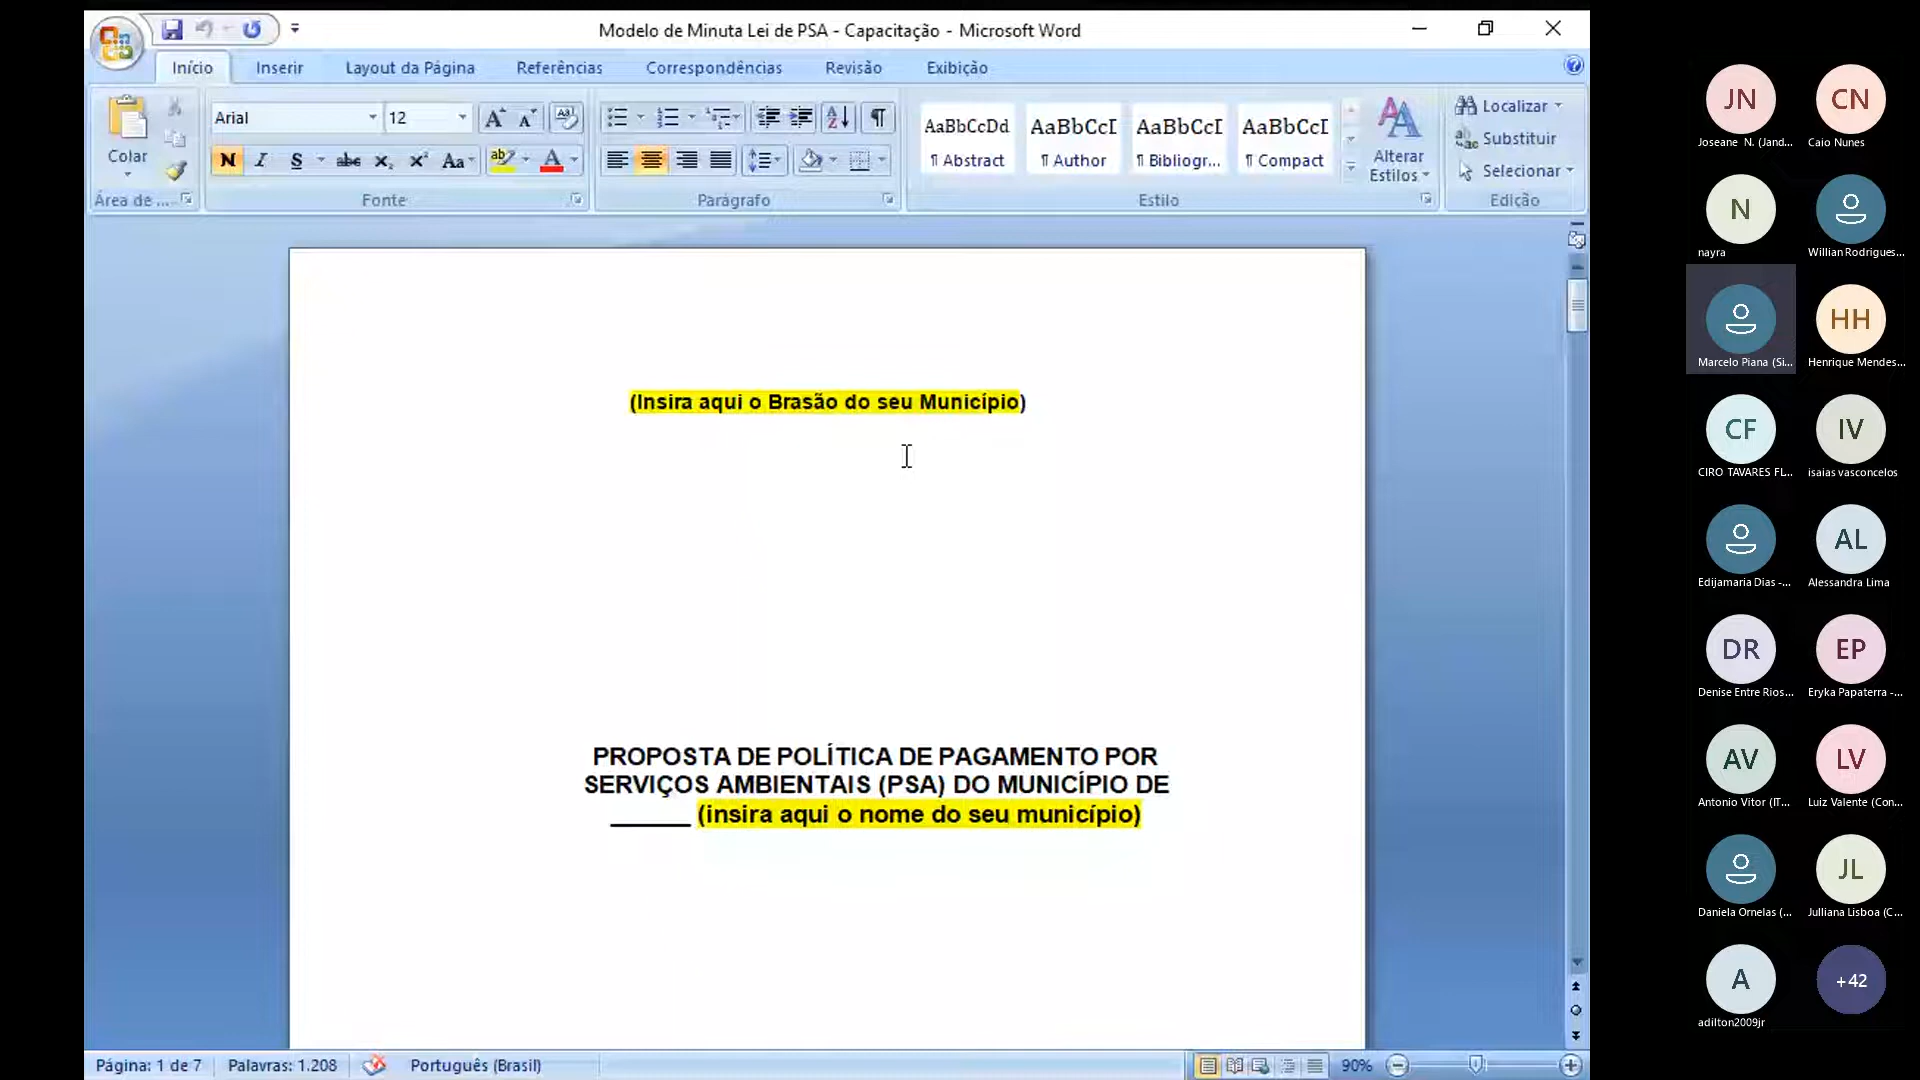 Modelo de Minuta Lei de PSA - Capacitação - Microsoft Word
Início Inserir Layout da Página Referências Correspondências Revisão Exibição
Colar
Área de ...
Arial 12
N I S abe x₂ x² Aa ab A
Fonte
Parágrafo
AaBbCcDd AaBbCcI AaBbCcI AaBbCcI
¶ Abstract ¶ Author ¶ Bibliogr... ¶ Compact
Alterar
Estilos
Estilo
Localizar
Substituir
Selecionar
Edição
(Insira aqui o Brasão do seu Município)
PROPOSTA DE POLÍTICA DE PAGAMENTO POR
SERVIÇOS AMBIENTAIS (PSA) DO MUNICÍPIO DE
______ (insira aqui o nome do seu município)
Página: 1 de 7 Palavras: 1.208 Português (Brasil) 90%
JN CN
Joseane N. (Jand... Caio Nunes
N
nayra Willian Rodrigues...
HH
Marcelo Piana (Si... Henrique Mendes...
CF IV
CIRO TAVARES FL... isaias vasconcelos
AL
Edijamaria Dias -... Alessandra Lima
DR EP
Denise Entre Rios... Eryka Papaterra -...
AV LV
Antonio Vitor (IT... Luiz Valente (Con...
JL
Daniela Ornelas (... Julliana Lisboa (C...
A +42
adilton2009jr